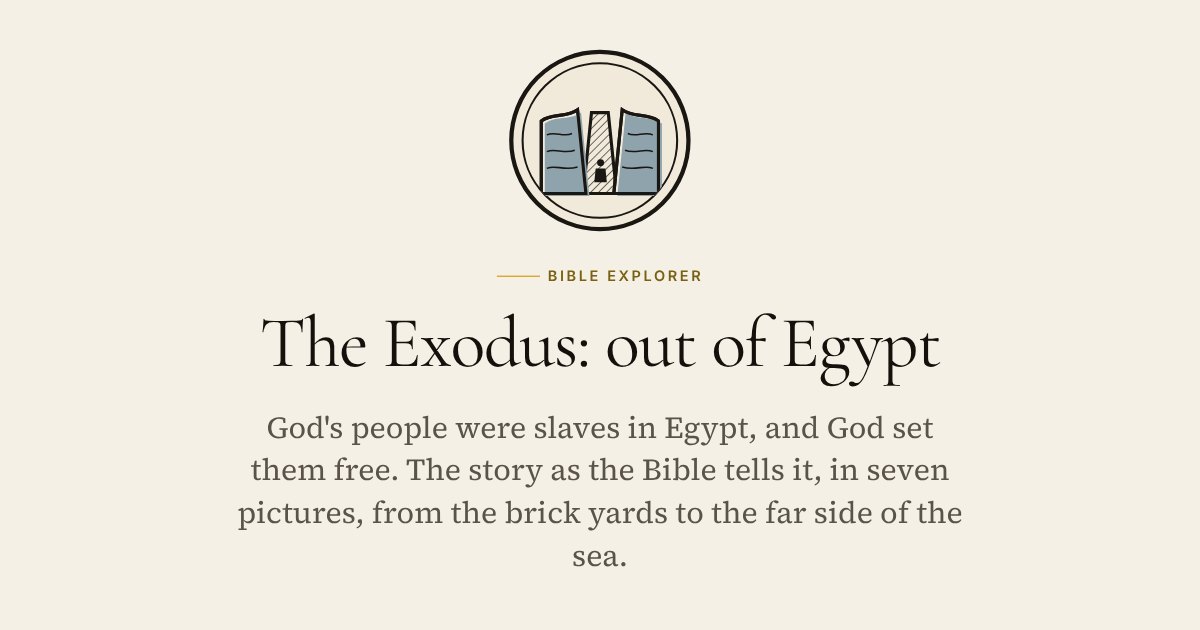 BIBLE EXPLORER
The Exodus: out of Egypt
God's people were slaves in Egypt, and God set
them free. The story as the Bible tells it, in seven
pictures, from the brick yards to the far side of the
sea.